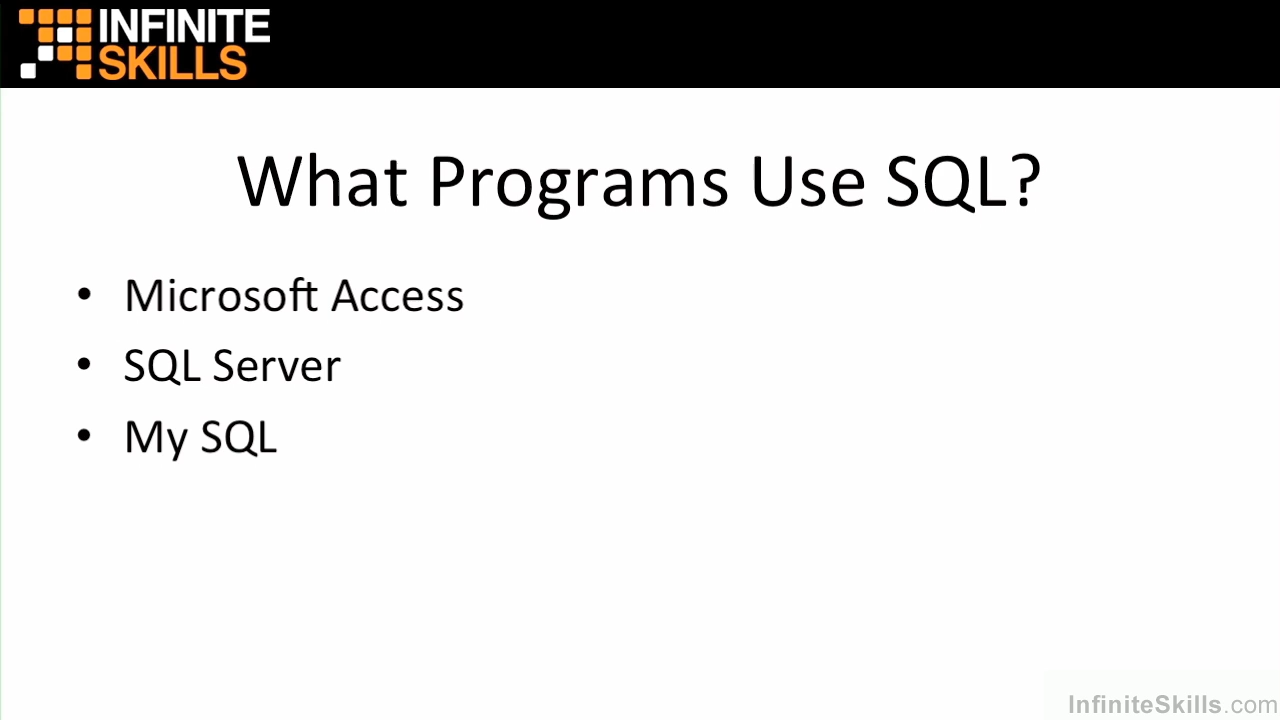 INFINITE
SKILLS
What Programs Use SQL?
• Microsoft Access
• SQL Server
• My SQL
InfiniteSkills.com